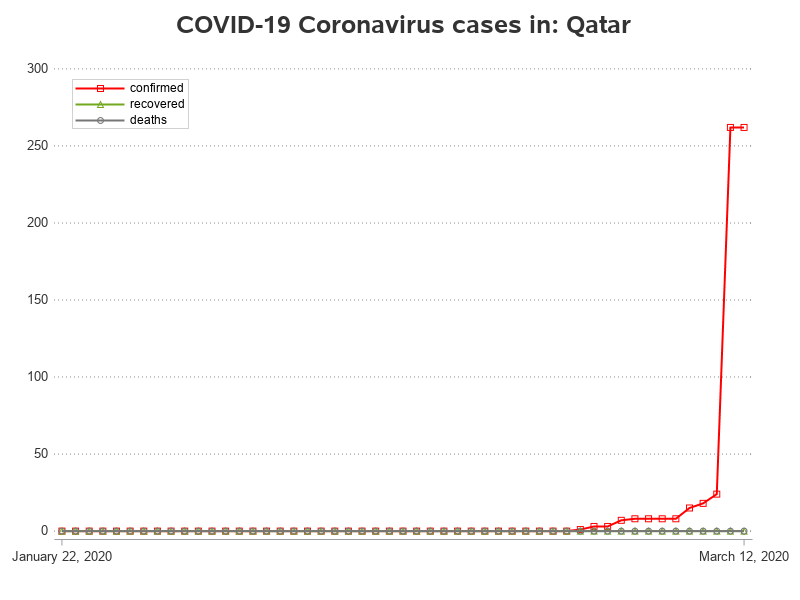 COVID-19 Coronavirus cases in: Qatar
300
confirmed
recovered
deaths
250
200
150
100
50
0
January 22, 2020
March 12, 2020